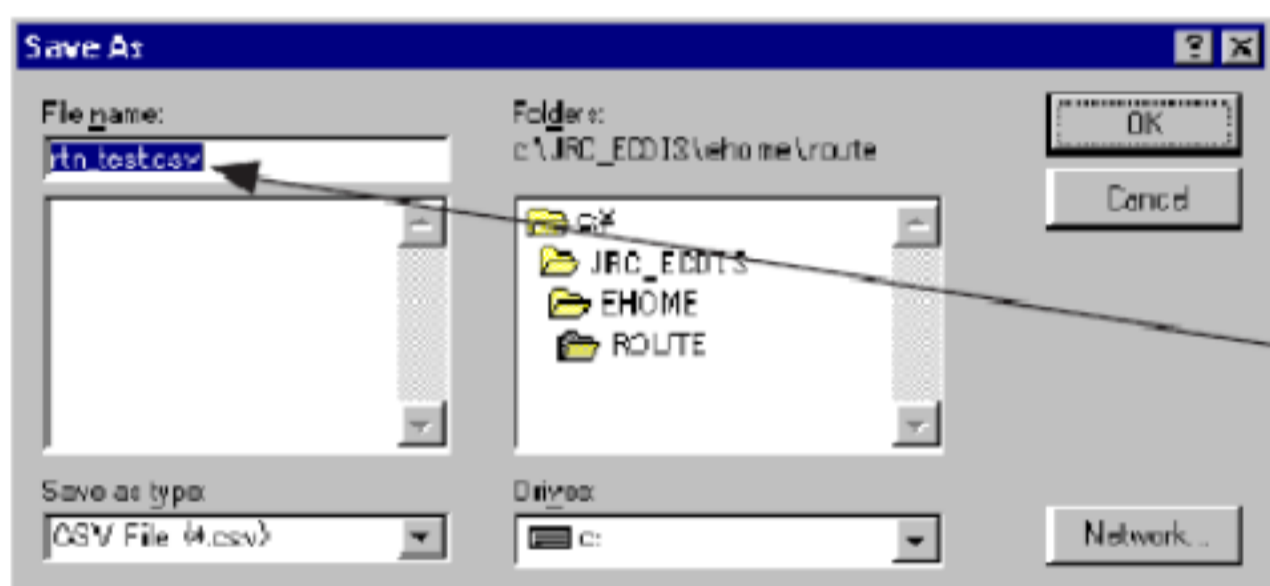 Save As
File name:
rtn_test.csv
Folders:
c:\JRC_ECDIS\ehome\route
OK
Cancel
c:¥
JRC_ECDIS
EHOME
ROUTE
Save as type:
CSV File (*.csv)
Drives:
c:
Network...